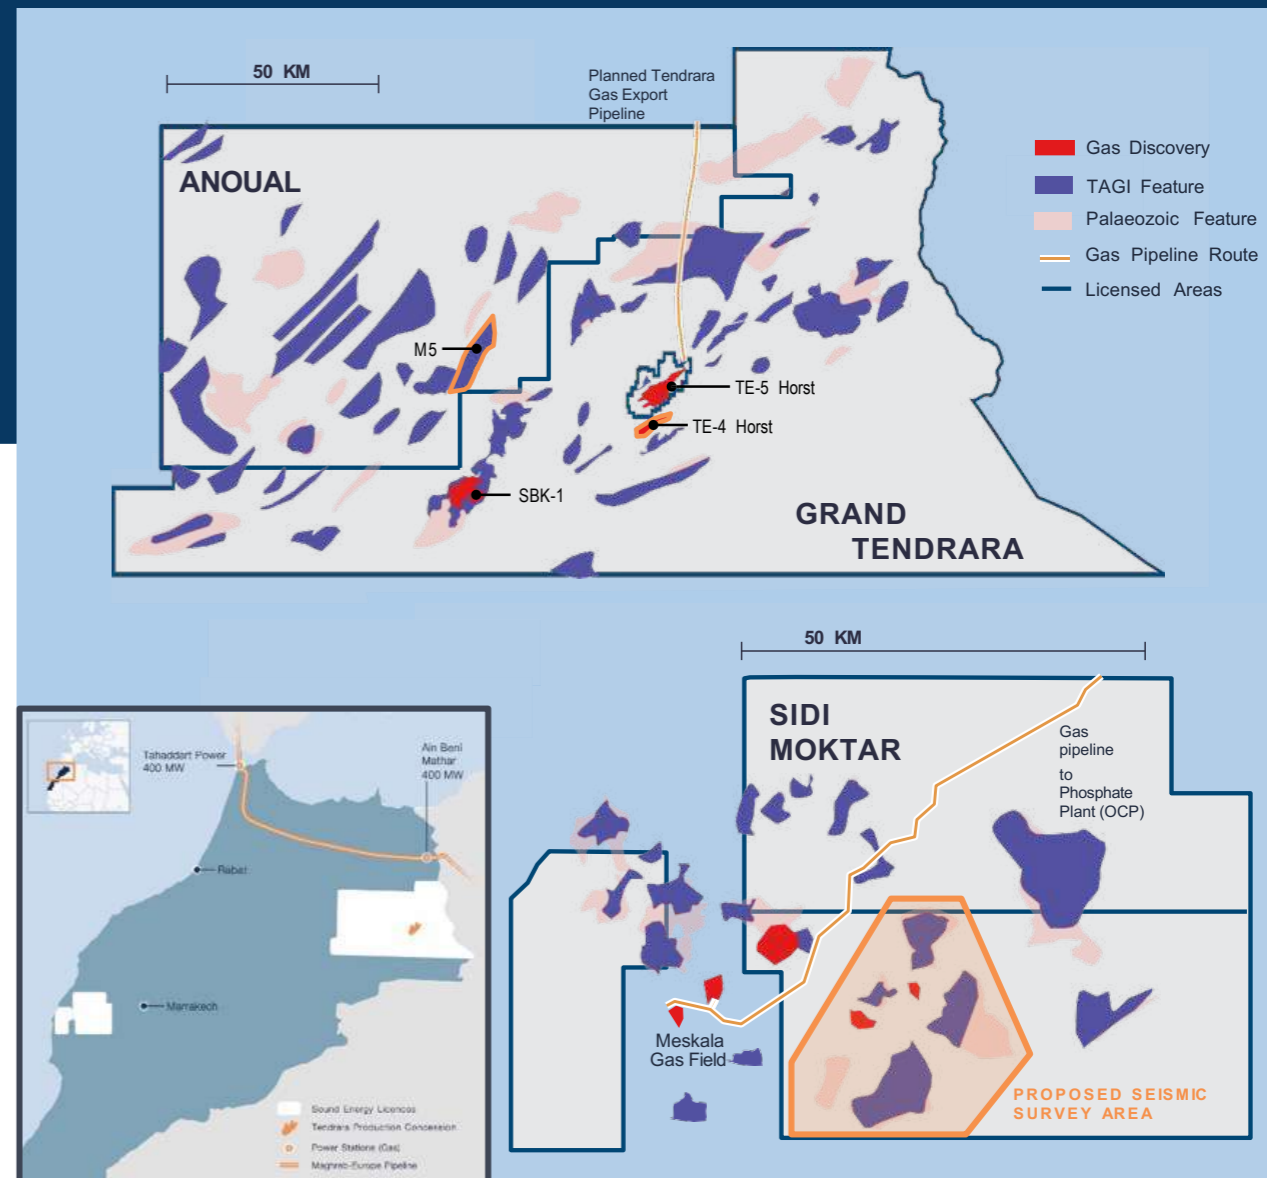 50 KM
Planned Tendrara
Gas Export
Pipeline
ANOUAL
Gas Discovery
TAGI Feature
Palaeozoic Feature
Gas Pipeline Route
Licensed Areas
M5
TE-5 Horst
TE-4 Horst
SBK-1
GRAND
TENDRARA
50 KM
SIDI
MOKTAR
Gas
pipeline
to
Phosphate
Plant (OCP)
Meskala
Gas Field
PROPOSED SEISMIC
SURVEY AREA
Tahaddart Power
400 MW
Ain Beni
Mathar
400 MW
Rabat
Marrakech
Sound Energy Licences
Tendrara Production Concession
Power Stations (Gas)
Maghreb-Europe Pipeline